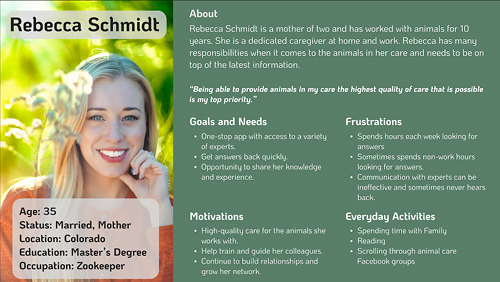 Rebecca Schmidt
Age: 35
Status: Married, Mother
Location: Colorado
Education: Master's Degree
Occupation: Zookeeper
About
Rebecca Schmidt is a mother of two and has worked with animals for 10
years. She is a dedicated caregiver at home and work. Rebecca has many
responsibilities when it comes to the animals in her care and needs to be on
top of the latest information.
"Being able to provide animals in my care the highest quality of care that is possible
is my top priority."
Goals and Needs
• One-stop app with access to a variety
of experts.
• Get answers back quickly.
• Opportunity to share her knowledge
and experience.
Frustrations
• Spends hours each week looking for
answers
• Sometimes spends non-work hours
looking for answers.
• Communication with experts can be
ineffective and sometimes never hears
back.
Motivations
• High-quality care for the animals she
works with.
• Help train and guide her colleagues.
• Continue to build relationships and
grow her network.
Everyday Activities
• Spending time with Family
• Reading
• Scrolling through animal care
Facebook groups